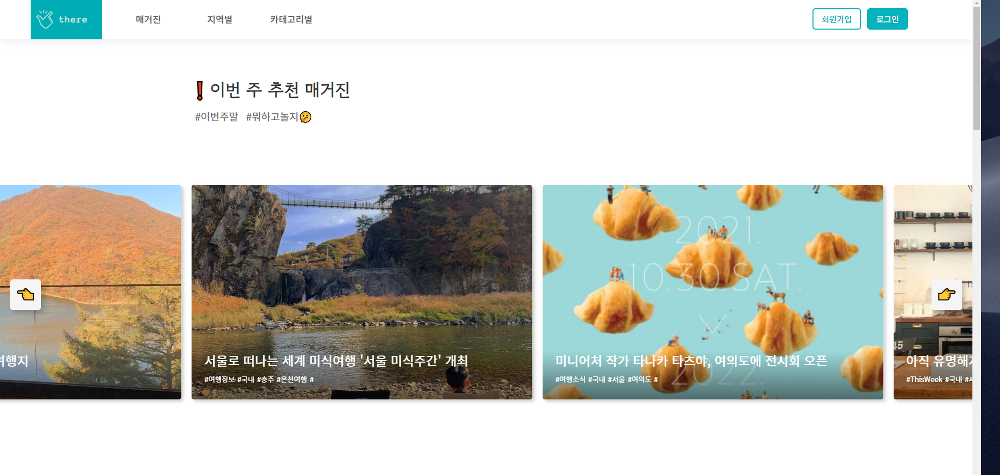 there
매거진
지역별
카테고리별
회원가입
로그인
❗이번 주 추천 매거진
#이번주말 #뭐하고놀지🤔
여행지
서울로 떠나는 세계 미식여행 '서울 미식주간' 개최
#여행정보 #국내 #충주 #온천여행 #
2021.
10.30.SAT.
2022.
미니어처 작가 타나카 타츠야, 여의도에 전시회 오픈
#여행소식 #국내 #서울 #여의도 #
45
아직 유명해지
#ThisWeek #국내